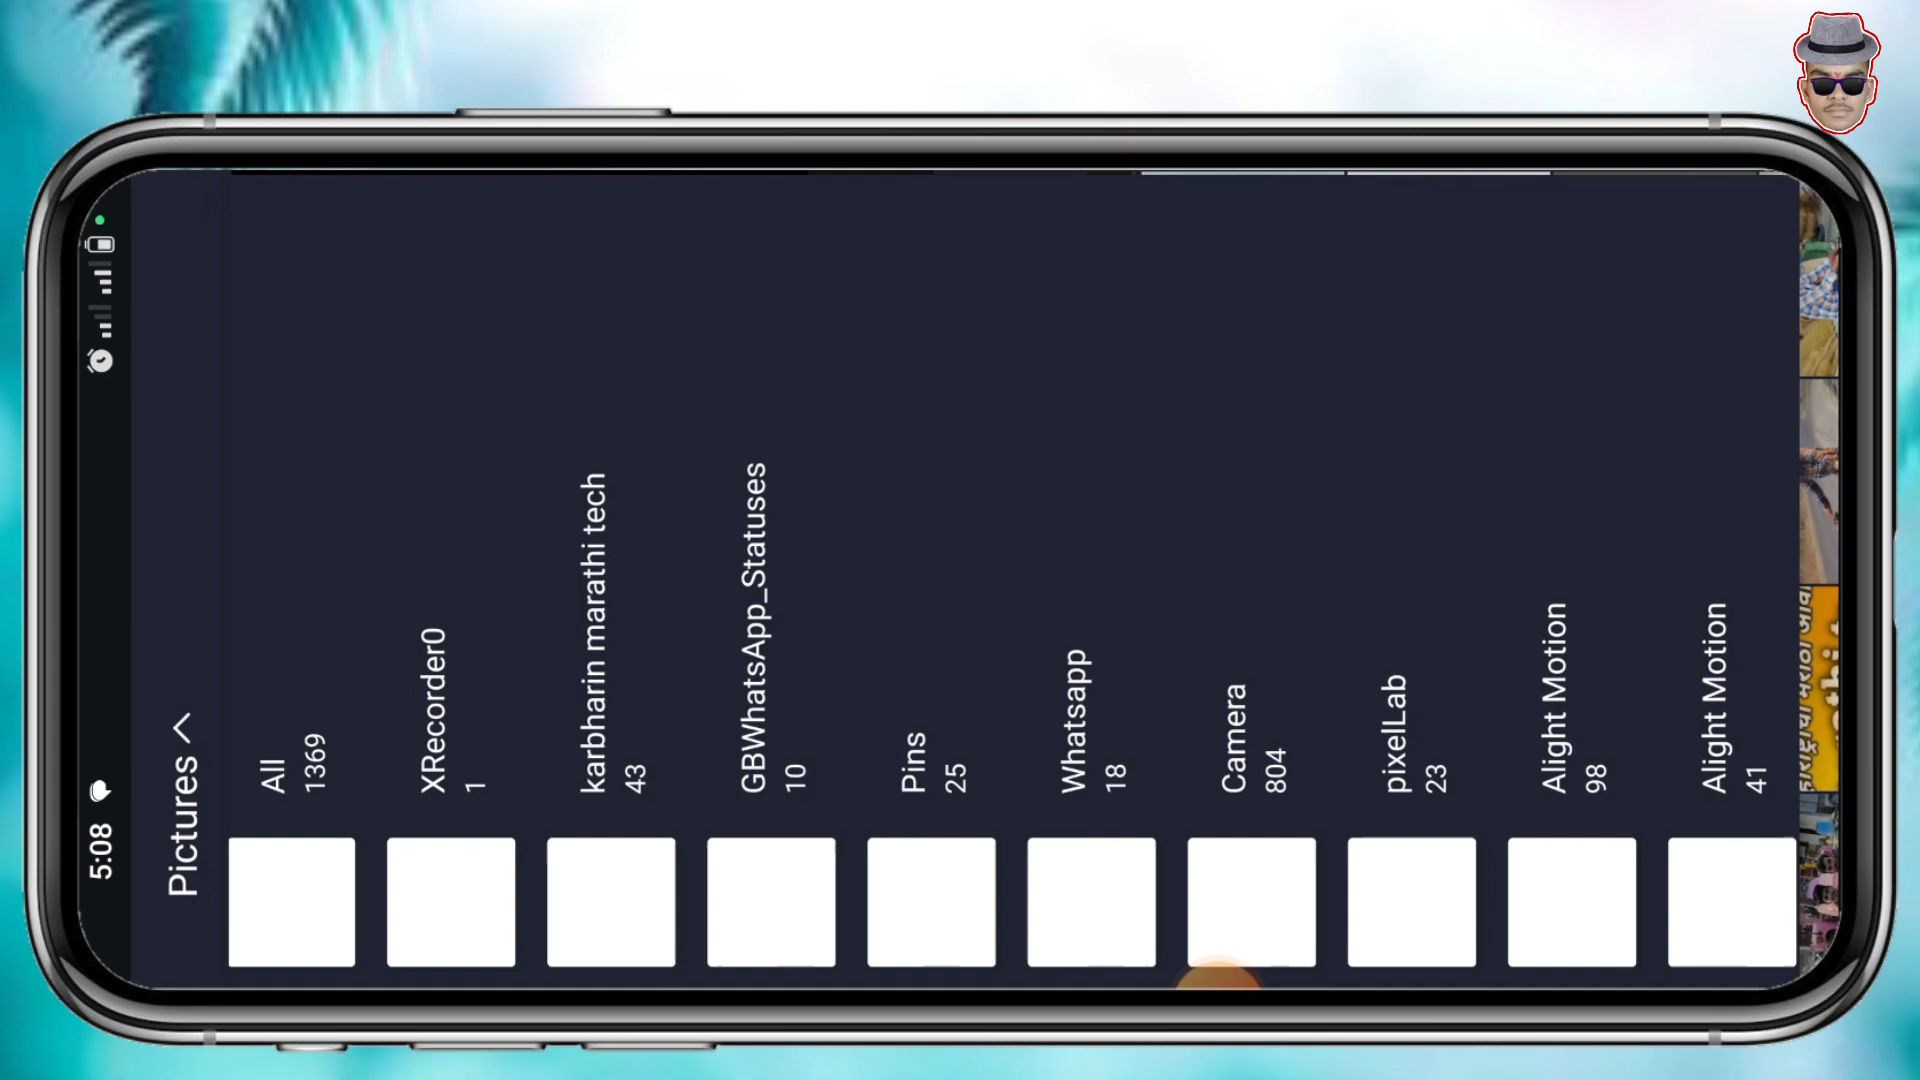 5:08
Pictures
All
1369
XRecorder0
1
karbharin marathi tech
43
GBWhatsApp_Statuses
10
Pins
25
Whatsapp
18
Camera
804
pixelLab
23
Alight Motion
98
Alight Motion
41